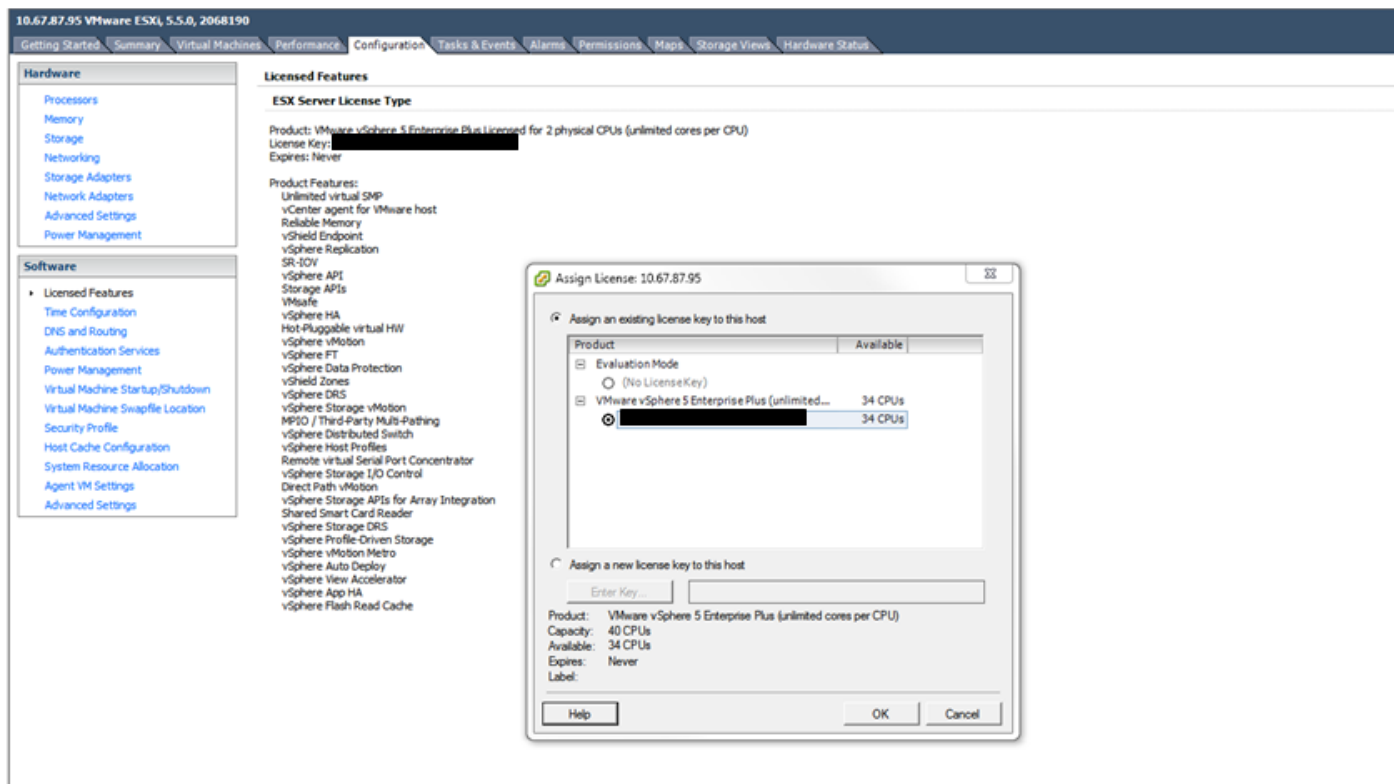 10.67.87.95 VMware ESXi, 5.5.0, 2068190
Getting Started Summary Virtual Machines Performance Configuration Tasks & Events Alarms Permissions Maps Storage Views Hardware Status
Hardware
Processors
Memory
Storage
Networking
Storage Adapters
Network Adapters
Advanced Settings
Power Management
Software
Licensed Features
Time Configuration
DNS and Routing
Authentication Services
Power Management
Virtual Machine Startup/Shutdown
Virtual Machine Swapfile Location
Security Profile
Host Cache Configuration
System Resource Allocation
Agent VM Settings
Advanced Settings
Licensed Features
ESX Server License Type
Product: VMware vSphere 5 Enterprise Plus Licensed for 2 physical CPUs (unlimited cores per CPU)
License Key:
Expires: Never
Product Features:
Unlimited virtual SMP
vCenter agent for VMware host
Reliable Memory
vShield Endpoint
vSphere Replication
SR-IOV
vSphere API
Storage APIs
VMsafe
vSphere HA
Hot-Pluggable virtual HW
vSphere vMotion
vSphere FT
vSphere Data Protection
vShield Zones
vSphere DRS
vSphere Storage vMotion
MPIO / Third-Party Multi-Pathing
vSphere Distributed Switch
vSphere Host Profiles
Remote virtual Serial Port Concentrator
vSphere Storage I/O Control
Direct Path vMotion
vSphere Storage APIs for Array Integration
Shared Smart Card Reader
vSphere Storage DRS
vSphere Profile-Driven Storage
vSphere vMotion Metro
vSphere Auto Deploy
vSphere View Accelerator
vSphere App HA
vSphere Flash Read Cache
Assign License: 10.67.87.95
Assign an existing license key to this host
Product Available
Evaluation Mode
(No License Key)
VMware vSphere 5 Enterprise Plus (unlimited... 34 CPUs
34 CPUs
Assign a new license key to this host
Enter Key...
Product: VMware vSphere 5 Enterprise Plus (unlimited cores per CPU)
Capacity: 40 CPUs
Available: 34 CPUs
Expires: Never
Label:
Help OK Cancel